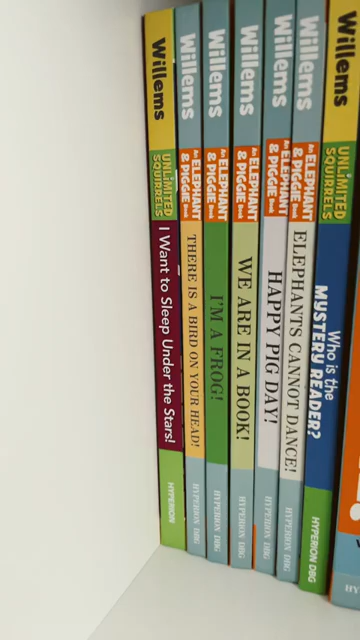 Willems
UNLIMITED
SQUIRRELS
I Want to Sleep Under the Stars!
HYPERION
Willems
An ELEPHANT
& PIGGIE Book
THERE IS A BIRD ON YOUR HEAD!
HYPERION DBG
Willems
An ELEPHANT
& PIGGIE Book
I'M A FROG!
HYPERION DBG
Willems
An ELEPHANT
& PIGGIE Book
WE ARE IN A BOOK!
HYPERION DBG
Willems
An ELEPHANT
& PIGGIE Book
HAPPY PIG DAY!
HYPERION DBG
Willems
An ELEPHANT
& PIGGIE Book
ELEPHANTS CANNOT DANCE!
HYPERION DBG
Willems
UNLIMITED
SQUIRRELS
Who is the
MYSTERY READER?
HYPERION DBG